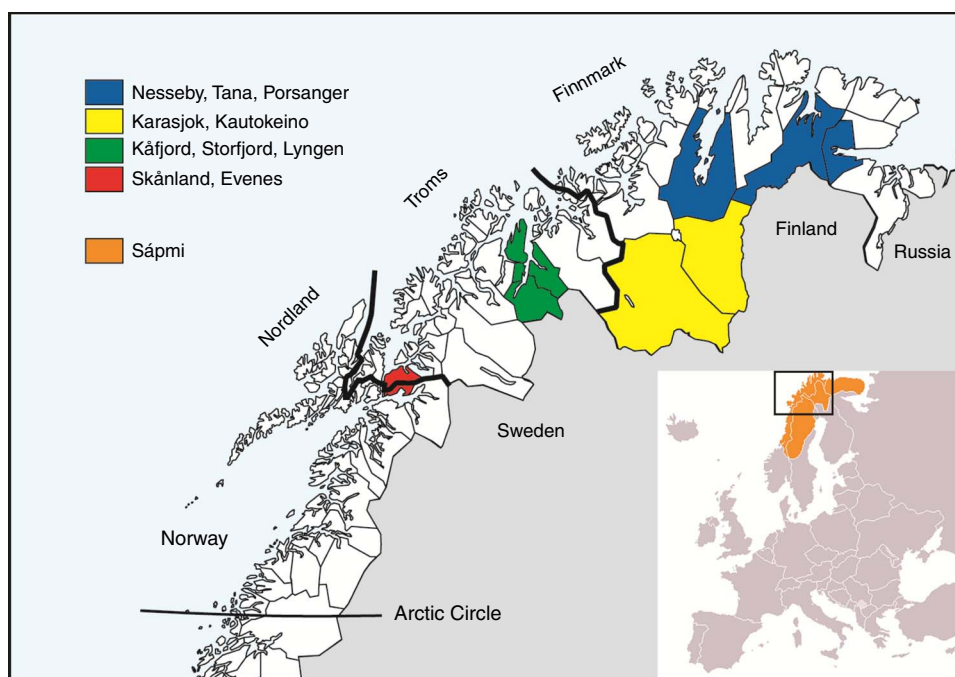 Nesseby, Tana, Porsanger
Karasjok, Kautokeino
Kåfjord, Storfjord, Lyngen
Skånland, Evenes
Sápmi
Finnmark
Troms
Nordland
Finland
Russia
Sweden
Norway
Arctic Circle